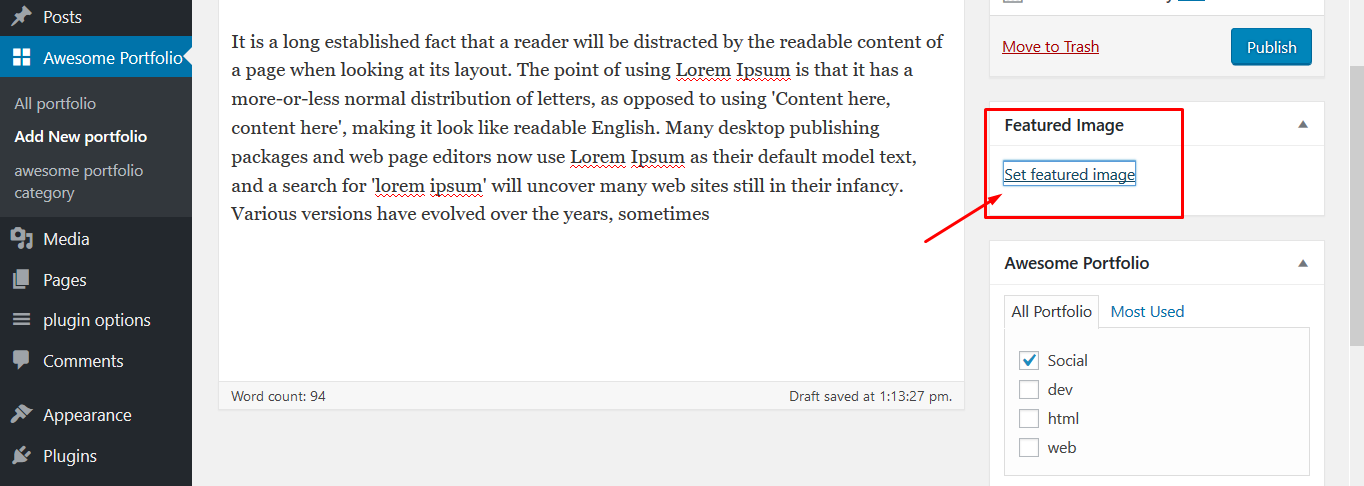 Posts
Awesome Portfolio
All portfolio
Add New portfolio
awesome portfolio
category
Media
Pages
plugin options
Comments
Appearance
Plugins
It is a long established fact that a reader will be distracted by the readable content of
a page when looking at its layout. The point of using Lorem Ipsum is that it has a
more-or-less normal distribution of letters, as opposed to using 'Content here,
content here', making it look like readable English. Many desktop publishing
packages and web page editors now use Lorem Ipsum as their default model text,
and a search for 'lorem ipsum' will uncover many web sites still in their infancy.
Various versions have evolved over the years, sometimes
Word count: 94
Draft saved at 1:13:27 pm.
Move to Trash
Publish
Featured Image
Set featured image
Awesome Portfolio
All Portfolio
Most Used
Social
dev
html
web